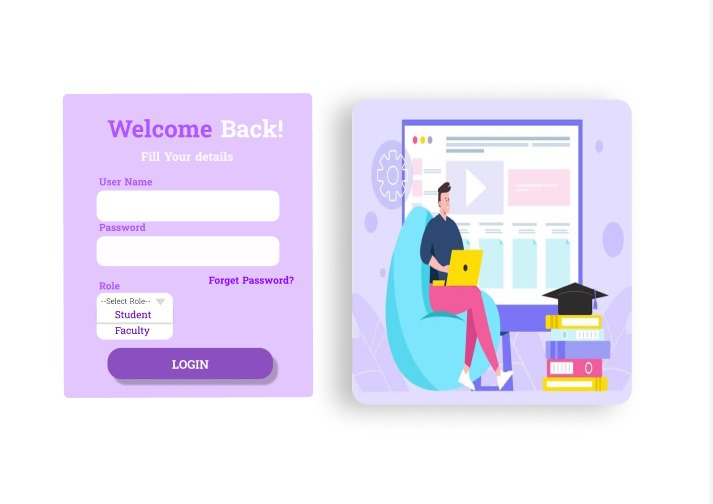 Welcome Back!
Fill Your details
User Name
Password
Forget Password?
Role
--Select Role--
Student
Faculty
LOGIN